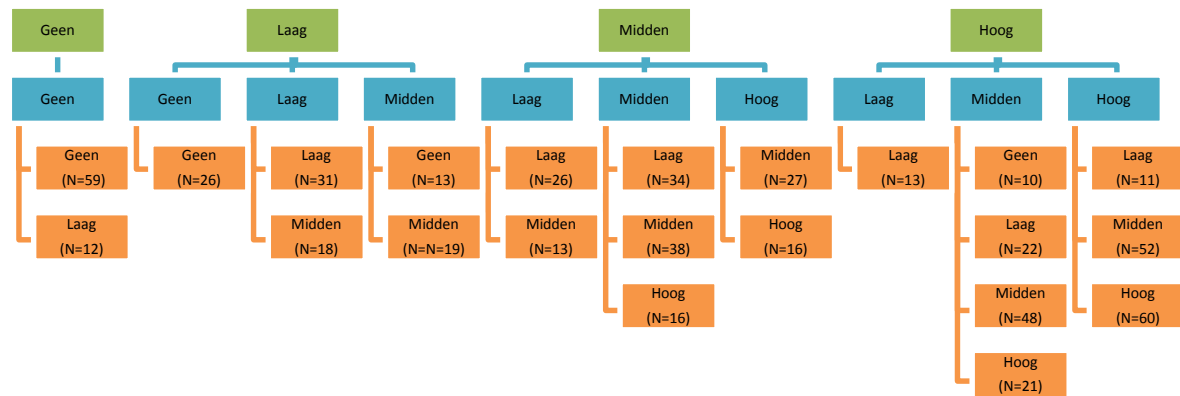 Geen
Laag
Midden
Hoog
Geen
Geen
Laag
Midden
Laag
Midden
Hoog
Laag
Midden
Hoog
Geen
(N=59)
Geen
(N=26)
Laag
(N=31)
Geen
(N=13)
Laag
(N=26)
Laag
(N=34)
Midden
(N=27)
Laag
(N=13)
Geen
(N=10)
Laag
(N=11)
Laag
(N=12)
Midden
(N=18)
Midden
(N=N=19)
Midden
(N=13)
Midden
(N=38)
Hoog
(N=16)
Laag
(N=22)
Midden
(N=52)
Hoog
(N=16)
Midden
(N=48)
Hoog
(N=60)
Hoog
(N=21)